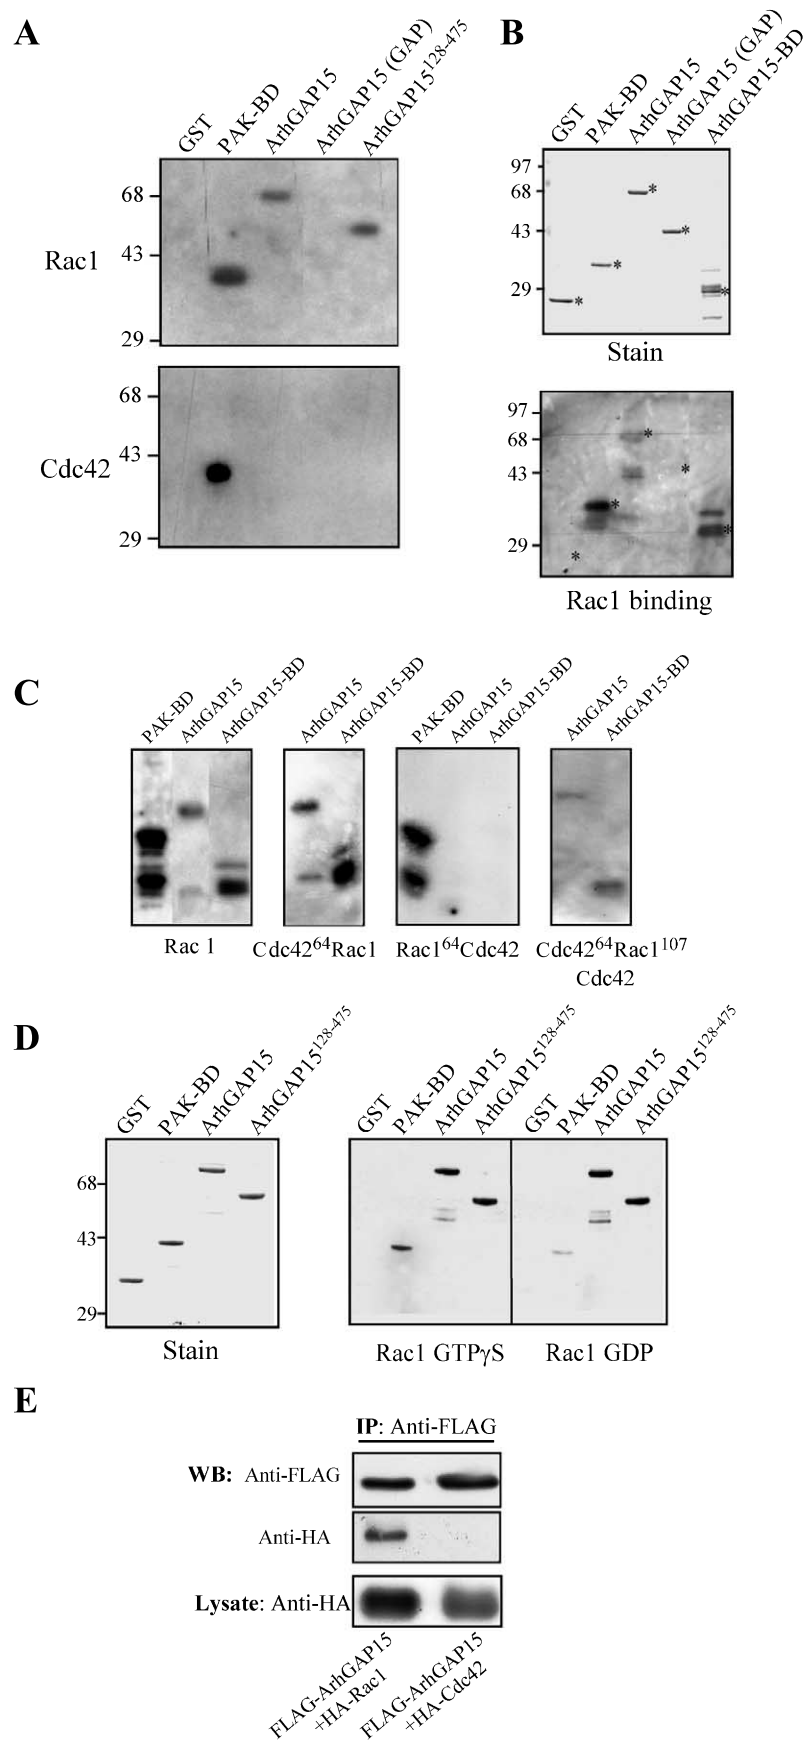 A
GST
PAK-BD
ArhGAP15
ArhGAP15 (GAP)
ArhGAP15¹²⁸⁻⁴⁷⁵
Rac1
68
43
29
Cdc42
68
43
29
B
GST
PAK-BD
ArhGAP15
ArhGAP15 (GAP)
ArhGAP15-BD
97
68
43
29
*
*
*
*
*
Stain
97
68
43
29
*
*
*
*
*
Rac1 binding
C
PAK-BD
ArhGAP15
ArhGAP15-BD
Rac 1
ArhGAP15
ArhGAP15-BD
Cdc42⁶⁴Rac1
PAK-BD
ArhGAP15
ArhGAP15-BD
Rac1⁶⁴Cdc42
ArhGAP15
ArhGAP15-BD
Cdc42⁶⁴Rac1¹⁰⁷
Cdc42
D
GST
PAK-BD
ArhGAP15
ArhGAP15¹²⁸⁻⁴⁷⁵
68
43
29
Stain
GST
PAK-BD
ArhGAP15
ArhGAP15¹²⁸⁻⁴⁷⁵
Rac1 GTPγS
GST
PAK-BD
ArhGAP15
ArhGAP15¹²⁸⁻⁴⁷⁵
Rac1 GDP
E
IP: Anti-FLAG
WB: Anti-FLAG
Anti-HA
Lysate: Anti-HA
FLAG-ArhGAP15
+HA-Rac1
FLAG-ArhGAP15
+HA-Cdc42